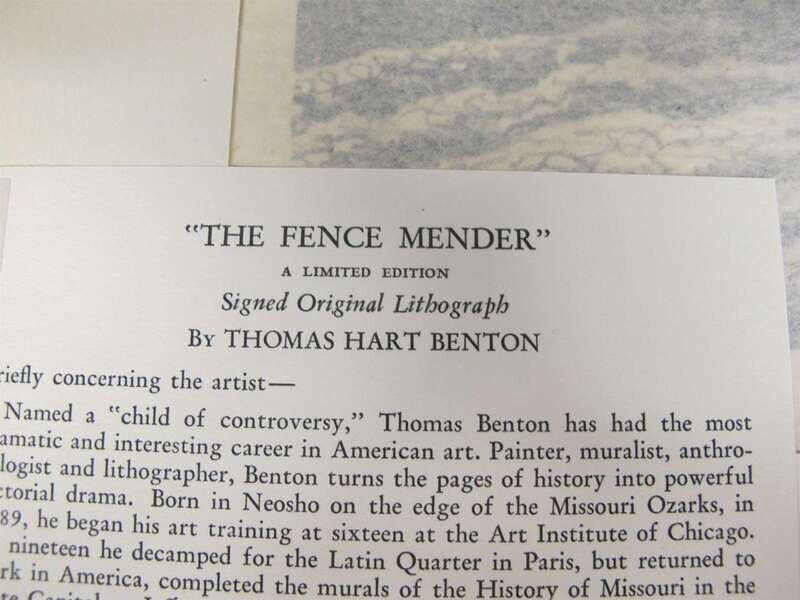 "THE FENCE MENDER"
A LIMITED EDITION
Signed Original Lithograph
By THOMAS HART BENTON
riefly concerning the artist—
Named a "child of controversy," Thomas Benton has had the most
amatic and interesting career in American art. Painter, muralist, anthro-
logist and lithographer, Benton turns the pages of history into powerful
ctorial drama. Born in Neosho on the edge of the Missouri Ozarks, in
89, he began his art training at sixteen at the Art Institute of Chicago.
nineteen he decamped for the Latin Quarter in Paris, but returned to
rk in America, completed the murals of the History of Missouri in the